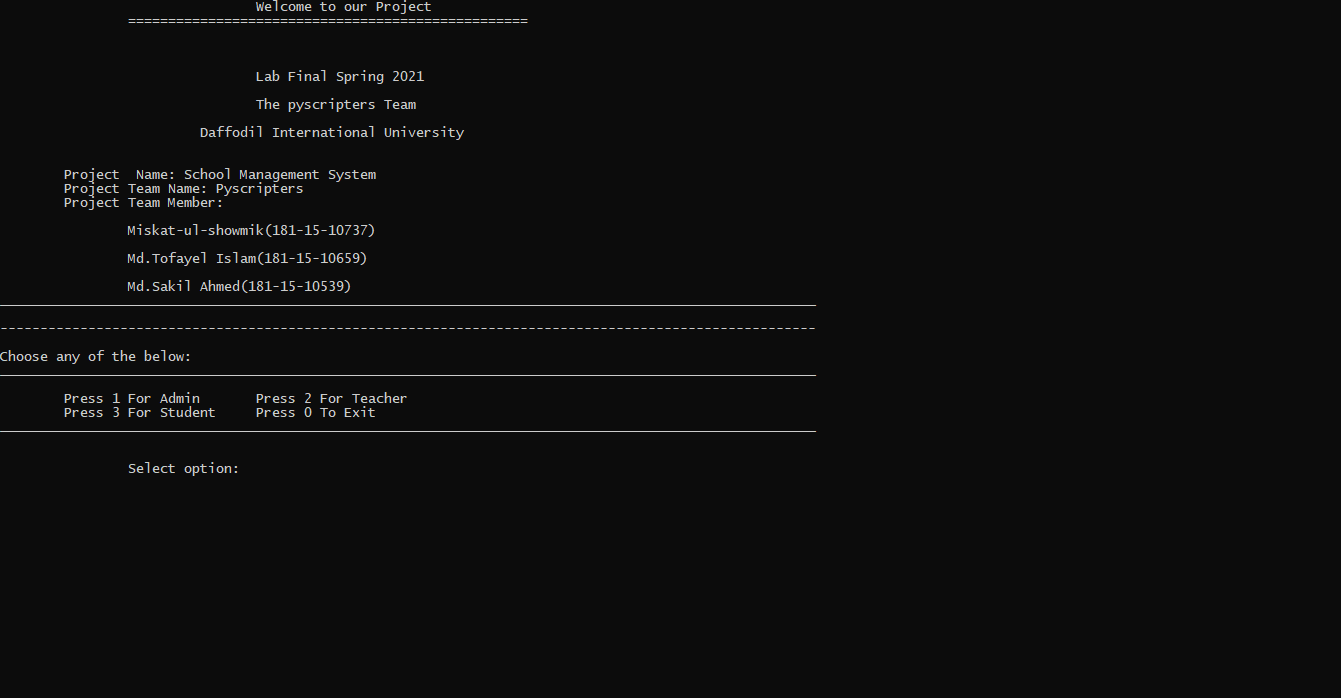 Welcome to our Project
==================================================
Lab Final Spring 2021
The pyscripters Team
Daffodil International University
Project  Name: School Management System
Project Team Name: Pyscripters
Project Team Member:
Miskat-ul-showmik(181-15-10737)
Md.Tofayel Islam(181-15-10659)
Md.Sakil Ahmed(181-15-10539)
______________________________________________________________________________________________________
------------------------------------------------------------------------------------------------------
Choose any of the below:
______________________________________________________________________________________________________
Press 1 For Admin       Press 2 For Teacher
Press 3 For Student     Press 0 To Exit
______________________________________________________________________________________________________
Select option: